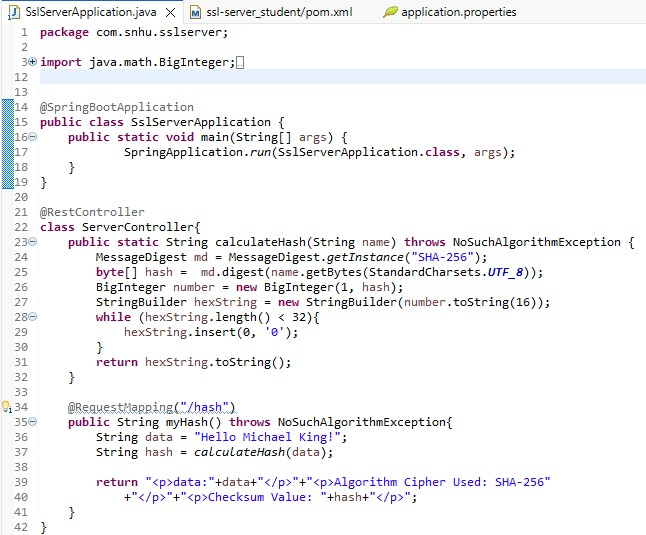 SslServerApplication.java ssl-server_student/pom.xml application.properties
1 package com.snhu.sslserver;
2
3 import java.math.BigInteger;
12
13
14 @SpringBootApplication
15 public class SslServerApplication {
16 public static void main(String[] args) {
17 SpringApplication.run(SslServerApplication.class, args);
18 }
19 }
20
21 @RestController
22 class ServerController{
23 public static String calculateHash(String name) throws NoSuchAlgorithmException {
24 MessageDigest md = MessageDigest.getInstance("SHA-256");
25 byte[] hash = md.digest(name.getBytes(StandardCharsets.UTF_8));
26 BigInteger number = new BigInteger(1, hash);
27 StringBuilder hexString = new StringBuilder(number.toString(16));
28 while (hexString.length() < 32){
29 hexString.insert(0, '0');
30 }
31 return hexString.toString();
32 }
33
34 @RequestMapping("/hash")
35 public String myHash() throws NoSuchAlgorithmException{
36 String data = "Hello Michael King!";
37 String hash = calculateHash(data);
38
39 return "<p>data:"+data+"</p>"+"<p>Algorithm Cipher Used: SHA-256"
40 +"</p>"+"<p>Checksum Value: "+hash+"</p>";
41 }
42 }